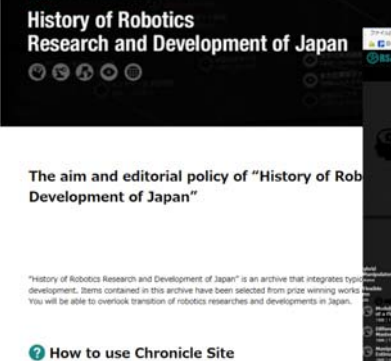 History of Robotics
Research and Development of Japan
The aim and editorial policy of “History of Rob
Development of Japan”
"History of Robotics Research and Development of Japan" is an archive that integrates typic
development. Items contained in this archive have been selected from prize winning works
You will be able to overlook transition of robotics researches and developments in Japan.
How to use Chronicle Site